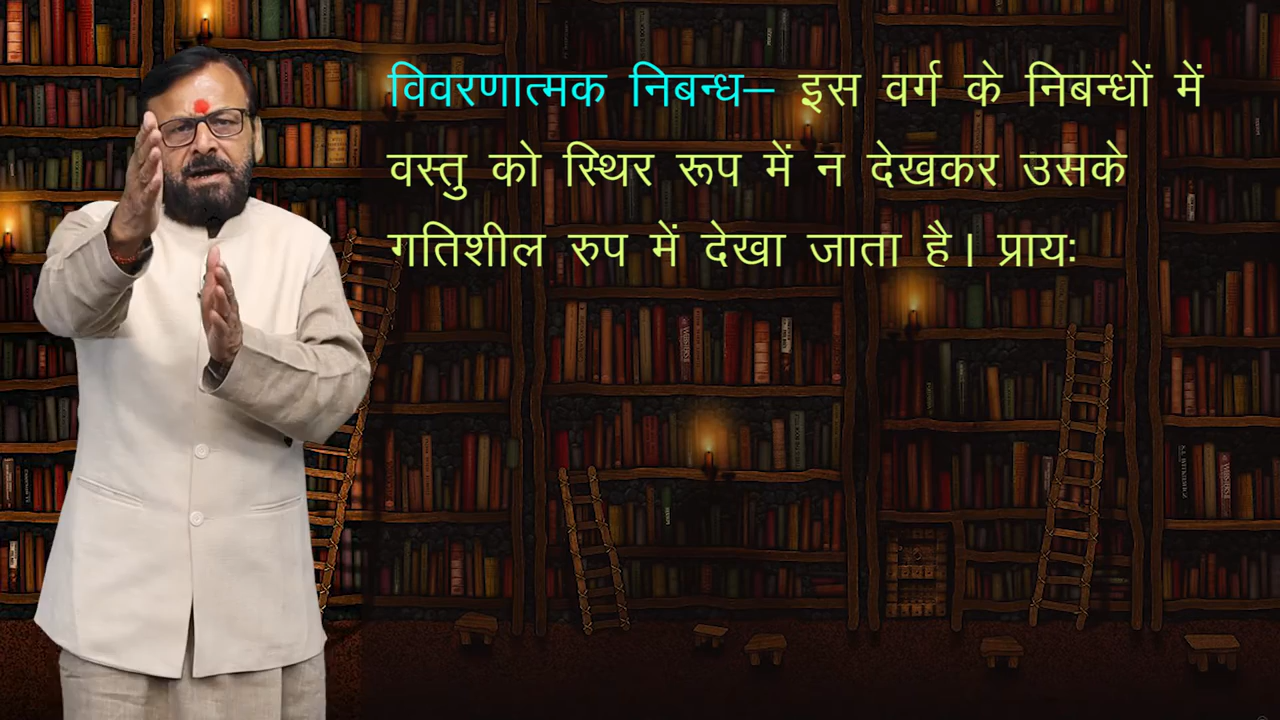 विवरणात्मक निबन्ध– इस वर्ग के निबन्धों में
वस्तु को स्थिर रूप में न देखकर उसके
गतिशील रुप में देखा जाता है। प्रायः